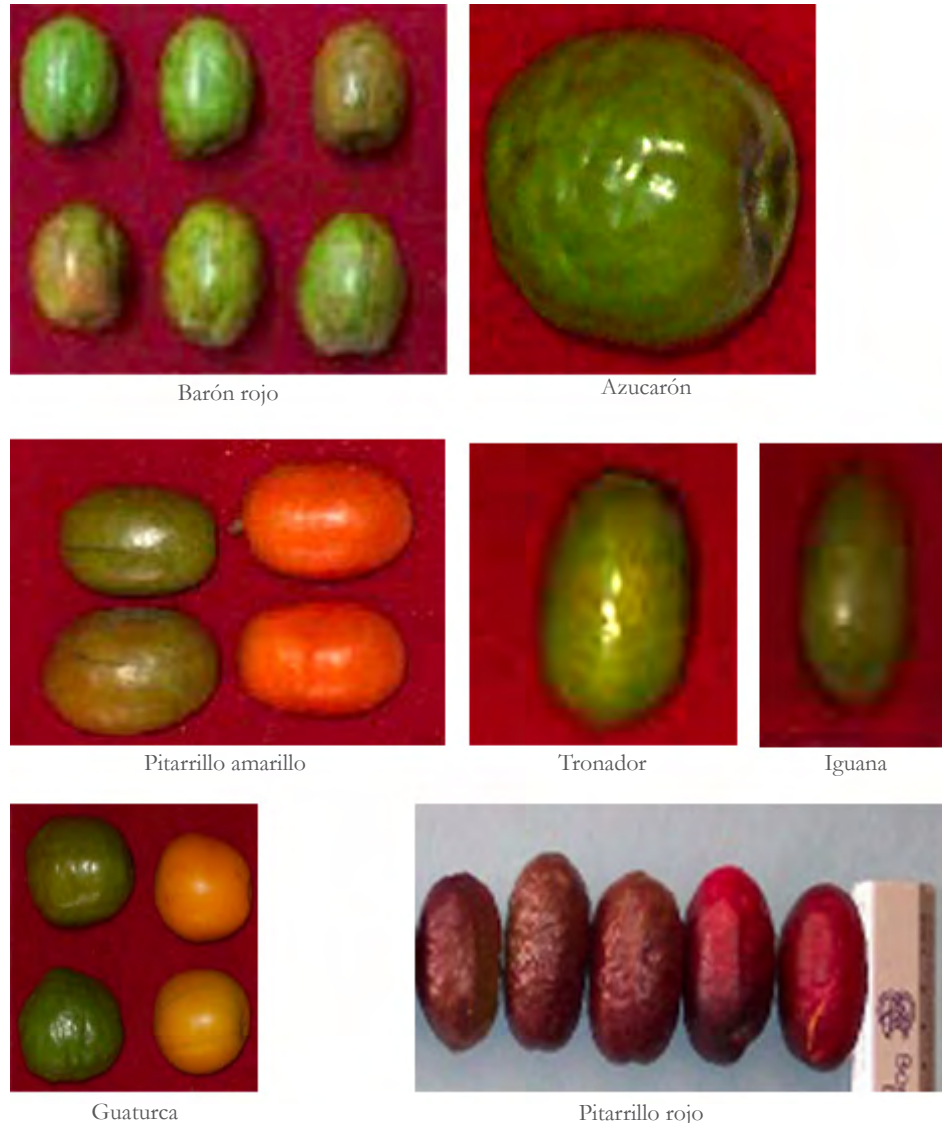 Barón rojo
Azucarón
Pitarrillo amarillo
Tronador
Iguana
Guaturca
Pitarrillo rojo